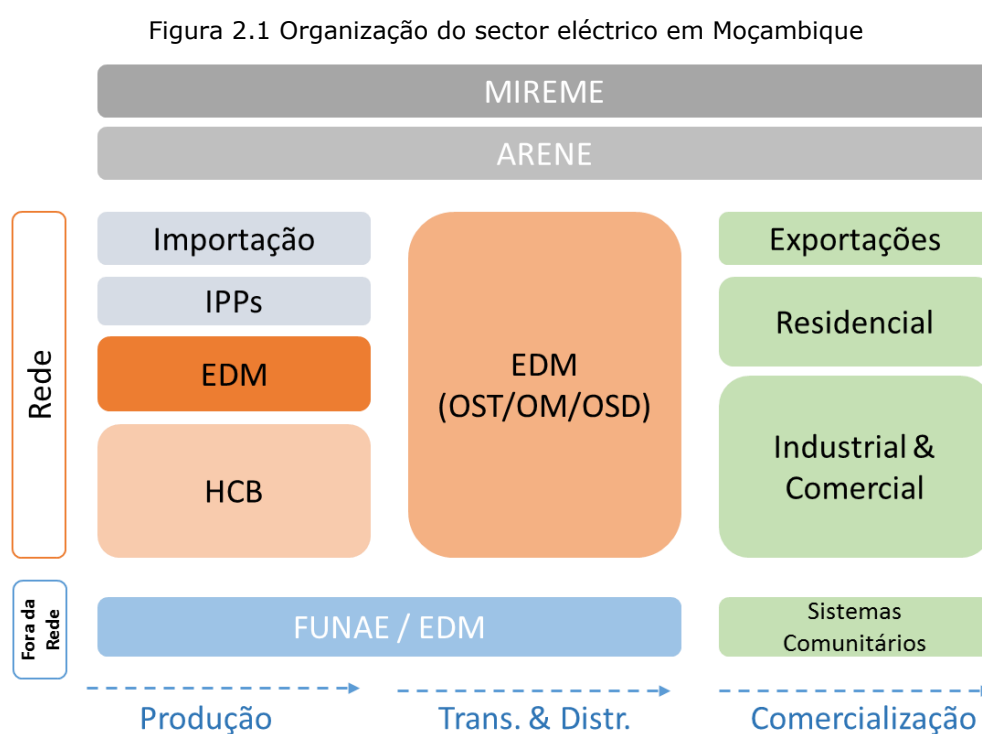 Figura 2.1 Organização do sector eléctrico em Moçambique
MIREME
ARENE
Rede
Importação
IPPs
EDM
HCB
EDM
(OST/OM/OSD)
Exportações
Residencial
Industrial &
Comercial
Fora da
Rede
FUNAE / EDM
Sistemas
Comunitários
Produção
Trans. & Distr.
Comercialização